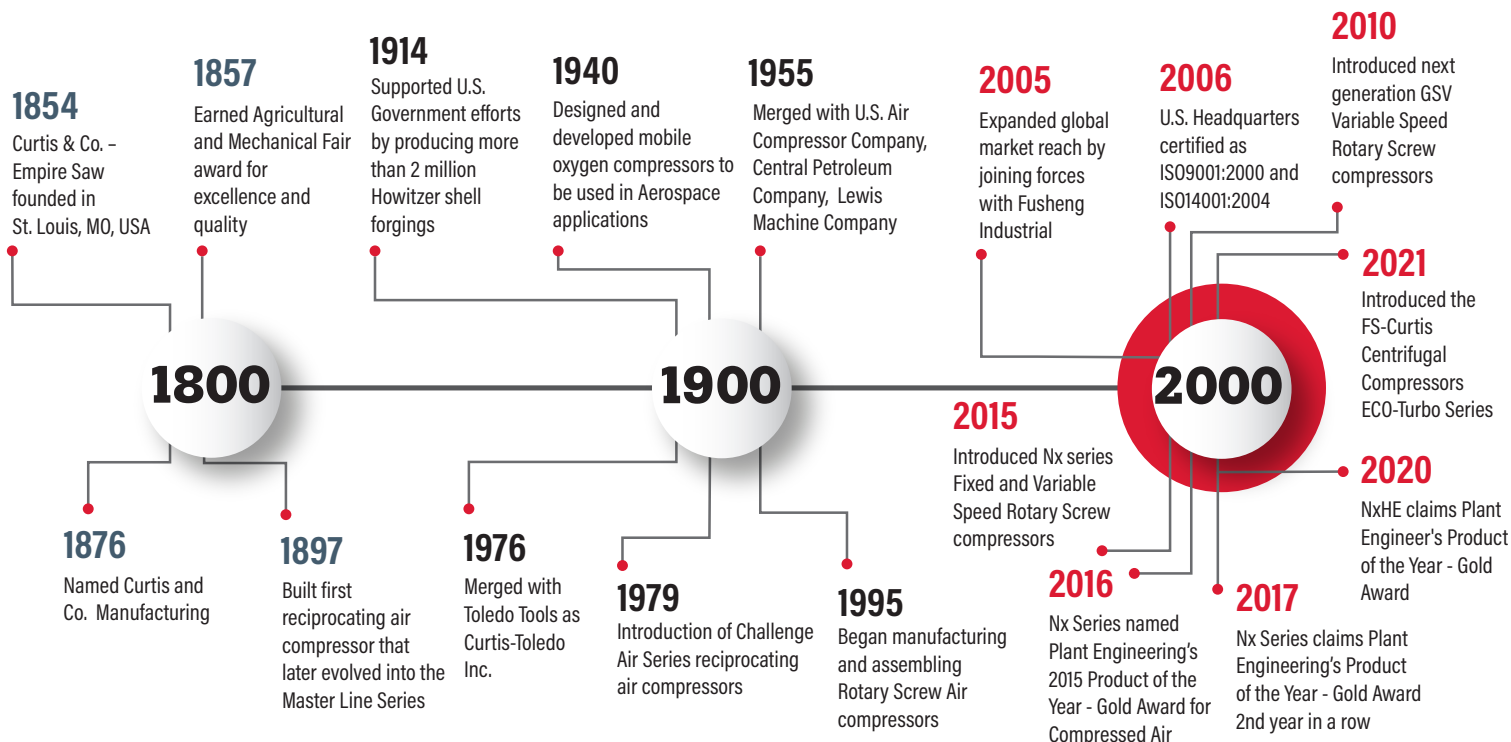 1854
Curtis & Co. –
Empire Saw
founded in
St. Louis, MO, USA
1857
Earned Agricultural
and Mechanical Fair
award for
excellence and
quality
1914
Supported U.S.
Government efforts
by producing more
than 2 million
Howitzer shell
forgings
1940
Designed and
developed mobile
oxygen compressors to
be used in Aerospace
applications
1955
Merged with U.S. Air
Compressor Company,
Central Petroleum
Company, Lewis
Machine Company
2005
Expanded global
market reach by
joining forces
with Fusheng
Industrial
2006
U.S. Headquarters
certified as
ISO9001:2000 and
ISO14001:2004
2010
Introduced next
generation GSV
Variable Speed
Rotary Screw
compressors
2021
Introduced the
FS-Curtis
Centrifugal
Compressors
ECO-Turbo Series
1800
1900
2000
1876
Named Curtis and
Co. Manufacturing
1897
Built first
reciprocating air
compressor that
later evolved into the
Master Line Series
1976
Merged with
Toledo Tools as
Curtis-Toledo
Inc.
1979
Introduction of Challenge
Air Series reciprocating
air compressors
1995
Began manufacturing
and assembling
Rotary Screw Air
compressors
2015
Introduced Nx series
Fixed and Variable
Speed Rotary Screw
compressors
2016
Nx Series named
Plant Engineering's
2015 Product of the
Year - Gold Award for
Compressed Air
2017
Nx Series claims Plant
Engineering's Product
of the Year - Gold Award
2nd year in a row
2020
NxHE claims Plant
Engineer's Product
of the Year - Gold
Award